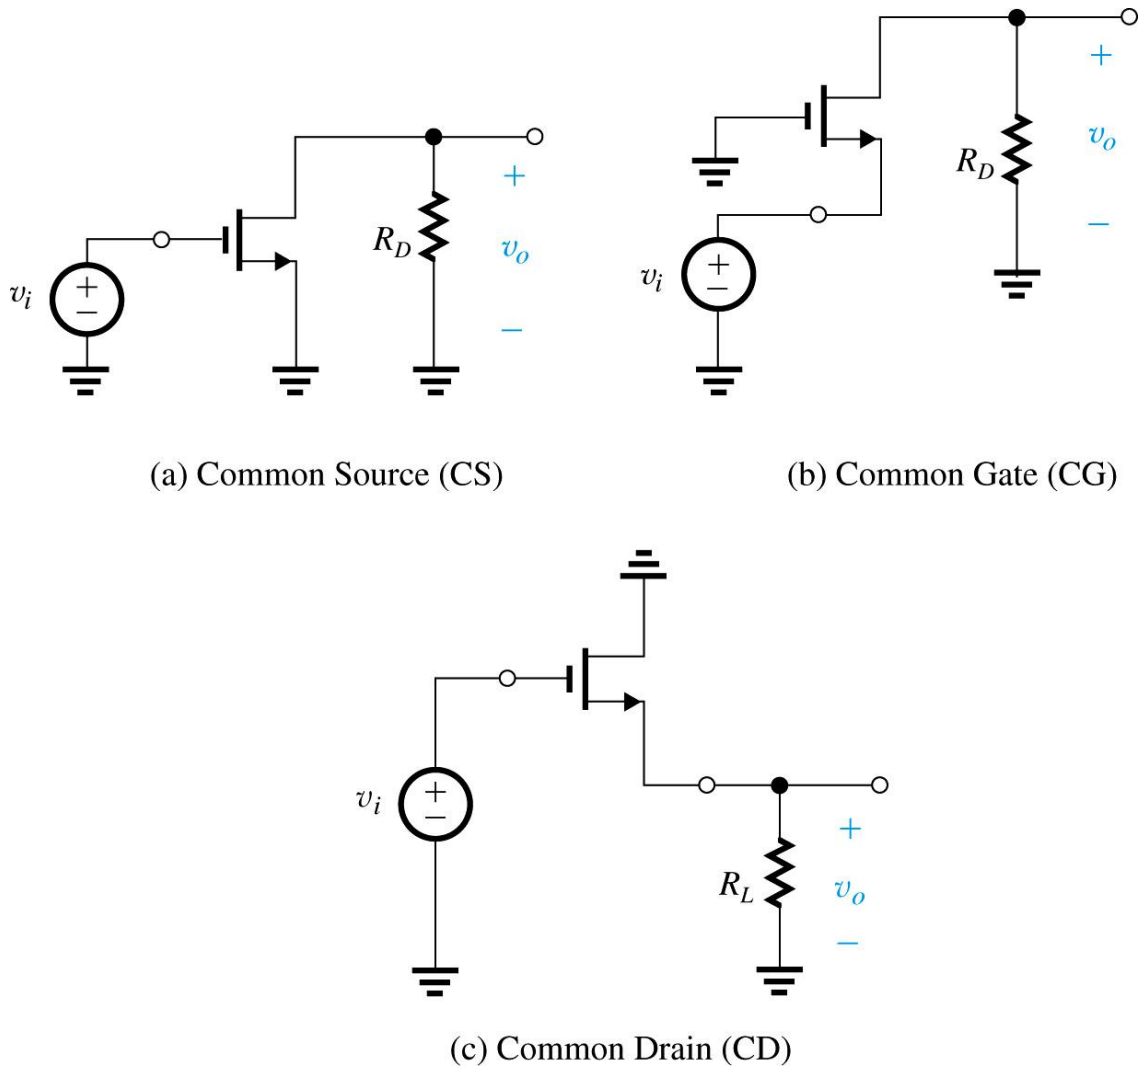 +
R_D
v_o
v_i
+
−
−
(a) Common Source (CS)
+
R_D
v_o
−
v_i
+
−
(b) Common Gate (CG)
v_i
+
−
+
R_L
v_o
−
(c) Common Drain (CD)